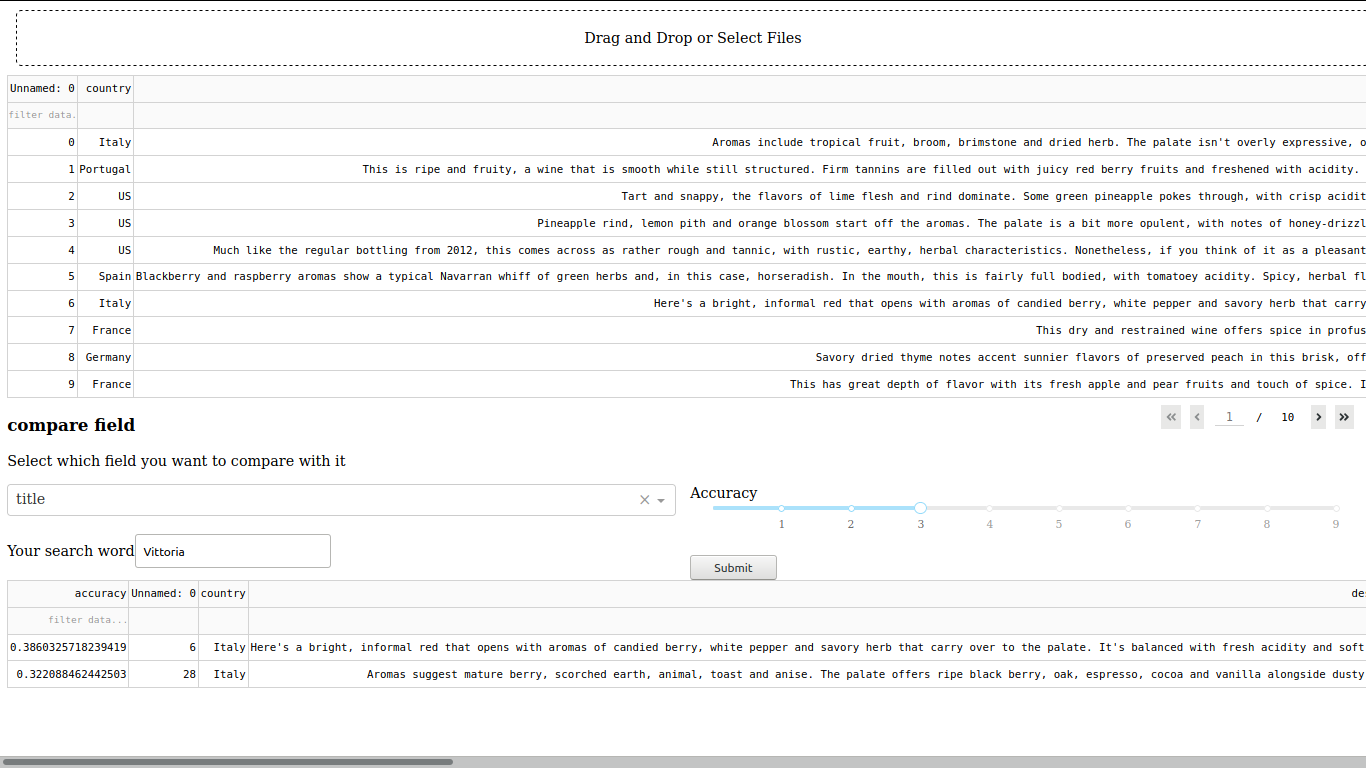 Drag and Drop or Select Files
Unnamed: 0 country
filter data.
0 Italy Aromas include tropical fruit, broom, brimstone and dried herb. The palate isn't overly expressive, o
1 Portugal This is ripe and fruity, a wine that is smooth while still structured. Firm tannins are filled out with juicy red berry fruits and freshened with acidity.
2 US Tart and snappy, the flavors of lime flesh and rind dominate. Some green pineapple pokes through, with crisp acidit
3 US Pineapple rind, lemon pith and orange blossom start off the aromas. The palate is a bit more opulent, with notes of honey-drizzl
4 US Much like the regular bottling from 2012, this comes across as rather rough and tannic, with rustic, earthy, herbal characteristics. Nonetheless, if you think of it as a pleasant
5 Spain Blackberry and raspberry aromas show a typical Navarran whiff of green herbs and, in this case, horseradish. In the mouth, this is fairly full bodied, with tomatoey acidity. Spicy, herbal fl
6 Italy Here's a bright, informal red that opens with aromas of candied berry, white pepper and savory herb that carry
7 France This dry and restrained wine offers spice in profus
8 Germany Savory dried thyme notes accent sunnier flavors of preserved peach in this brisk, off
9 France This has great depth of flavor with its fresh apple and pear fruits and touch of spice. I
« ‹ 1 / 10 › »
compare field
Select which field you want to compare with it
title ×
Accuracy
1 2 3 4 5 6 7 8 9
Your search word Vittoria
Submit
accuracy Unnamed: 0 country des
filter data...
0.3860325718239419 6 Italy Here's a bright, informal red that opens with aromas of candied berry, white pepper and savory herb that carry over to the palate. It's balanced with fresh acidity and soft
0.322088462442503 28 Italy Aromas suggest mature berry, scorched earth, animal, toast and anise. The palate offers ripe black berry, oak, espresso, cocoa and vanilla alongside dusty